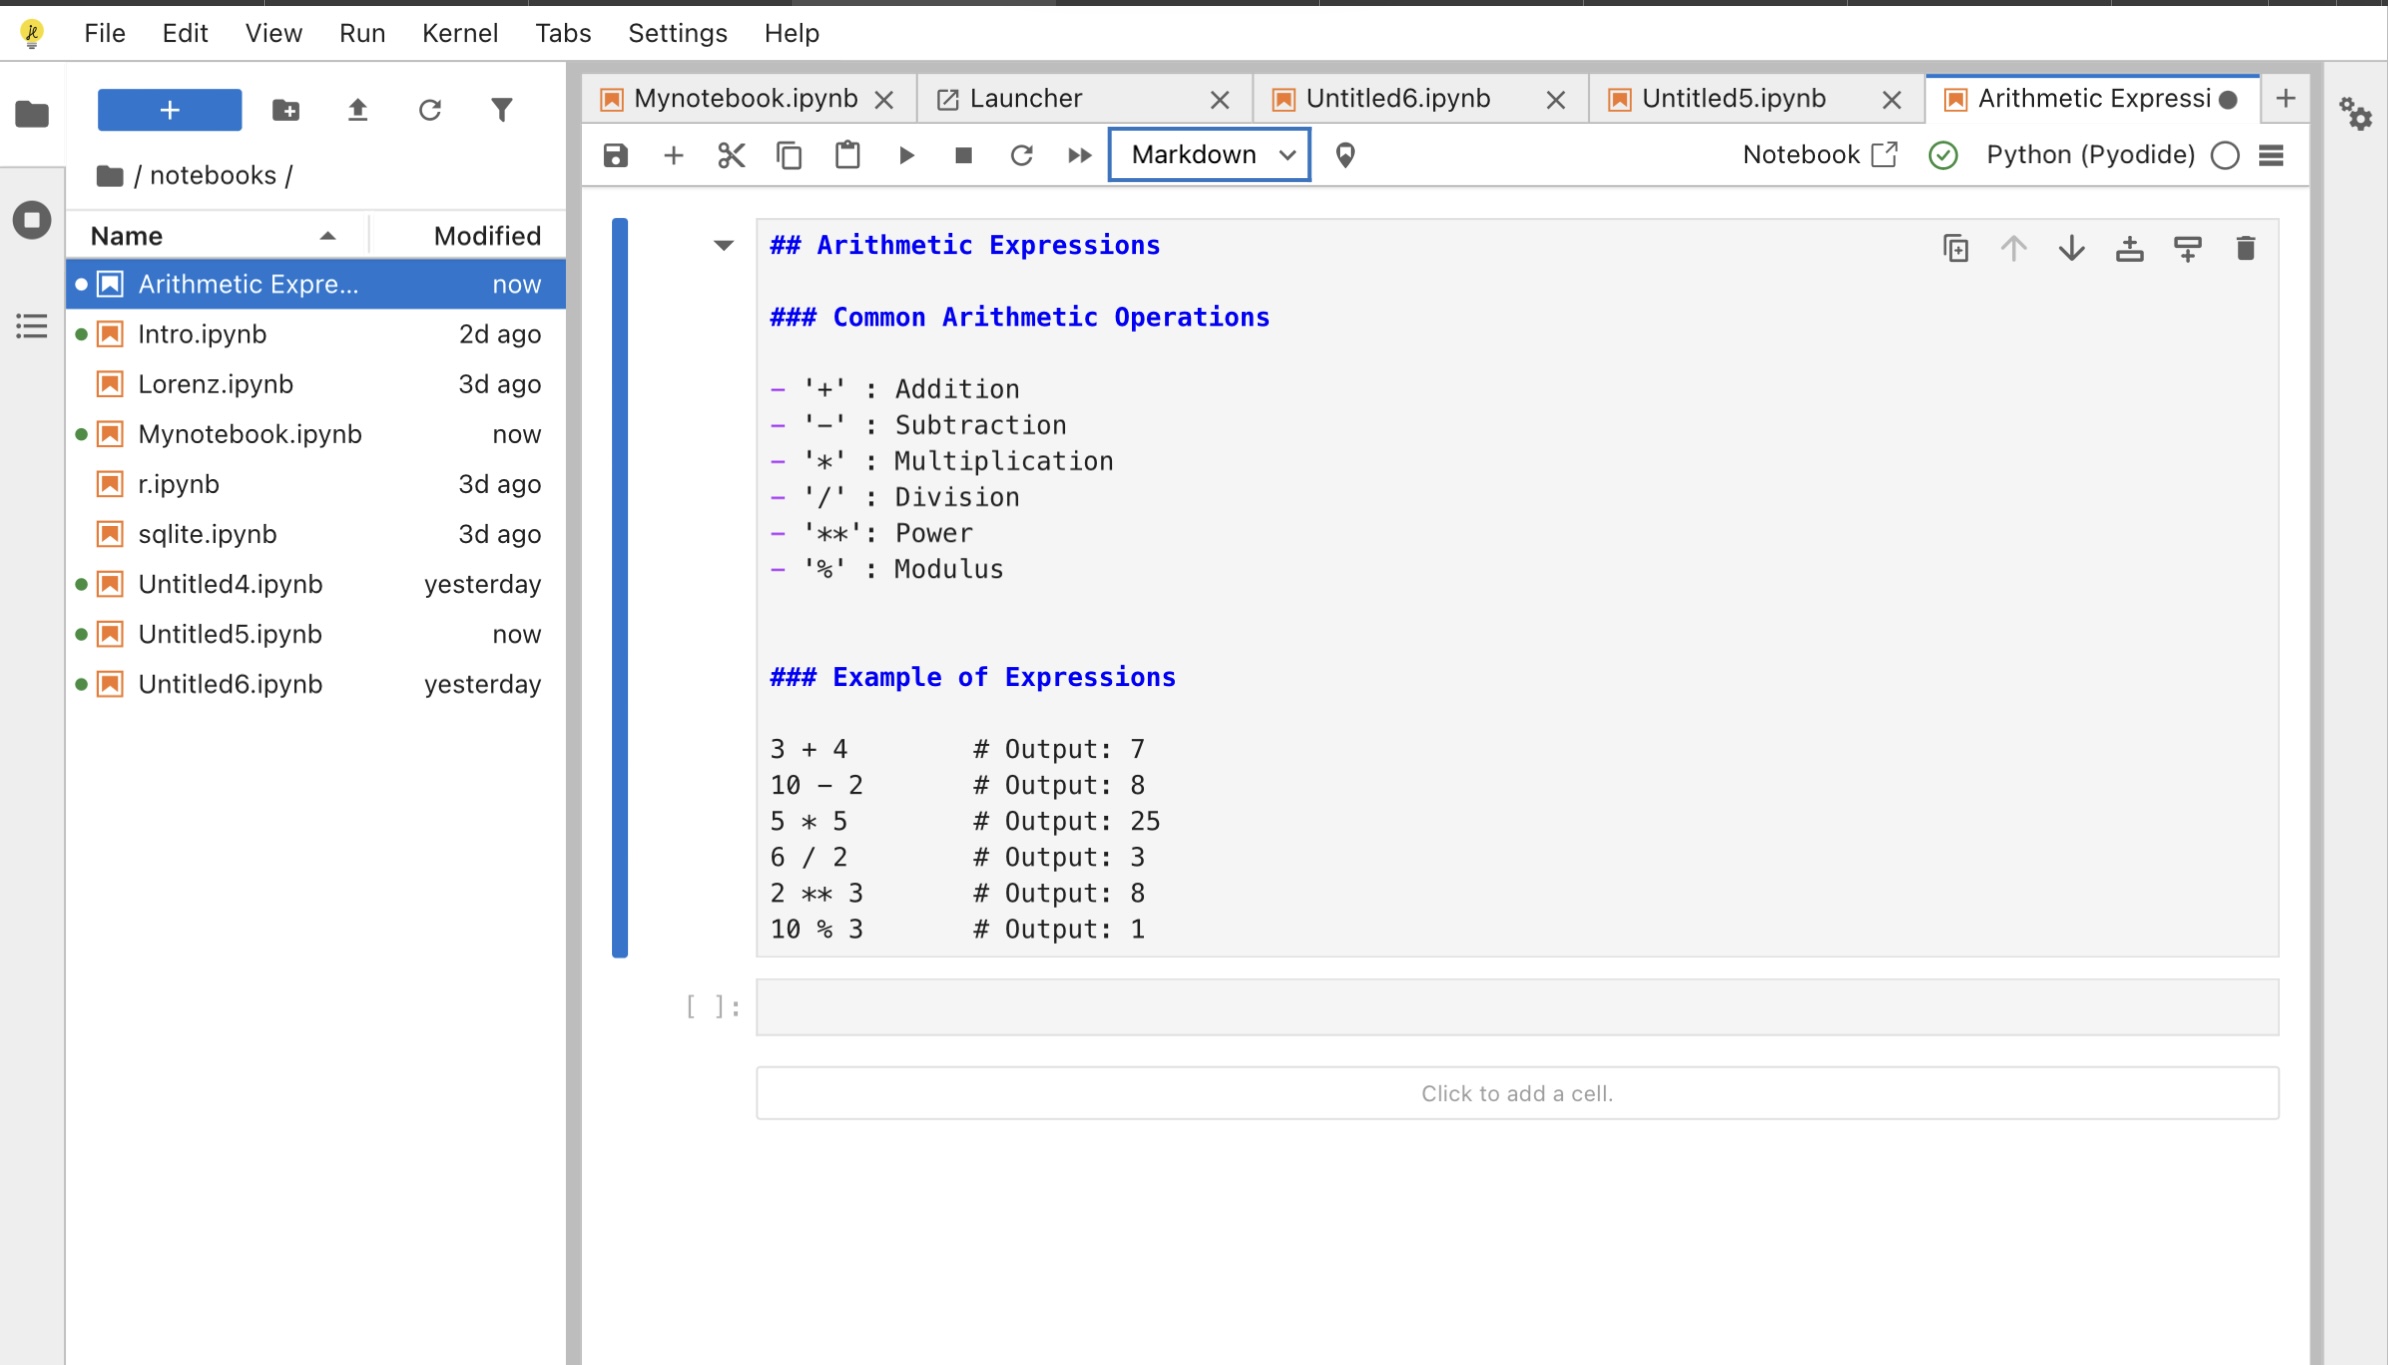 File Edit View Run Kernel Tabs Settings Help
+
/ notebooks /
Name Modified
Arithmetic Expre... now
Intro.ipynb 2d ago
Lorenz.ipynb 3d ago
Mynotebook.ipynb now
r.ipynb 3d ago
sqlite.ipynb 3d ago
Untitled4.ipynb yesterday
Untitled5.ipynb now
Untitled6.ipynb yesterday
Mynotebook.ipynb Launcher Untitled6.ipynb Untitled5.ipynb Arithmetic Expressi
Markdown Notebook Python (Pyodide)
## Arithmetic Expressions
### Common Arithmetic Operations
- '+' : Addition
- '-' : Subtraction
- '*' : Multiplication
- '/' : Division
- '**': Power
- '%' : Modulus
### Example of Expressions
3 + 4        # Output: 7
10 - 2       # Output: 8
5 * 5        # Output: 25
6 / 2        # Output: 3
2 ** 3       # Output: 8
10 % 3       # Output: 1
[ ]:
Click to add a cell.